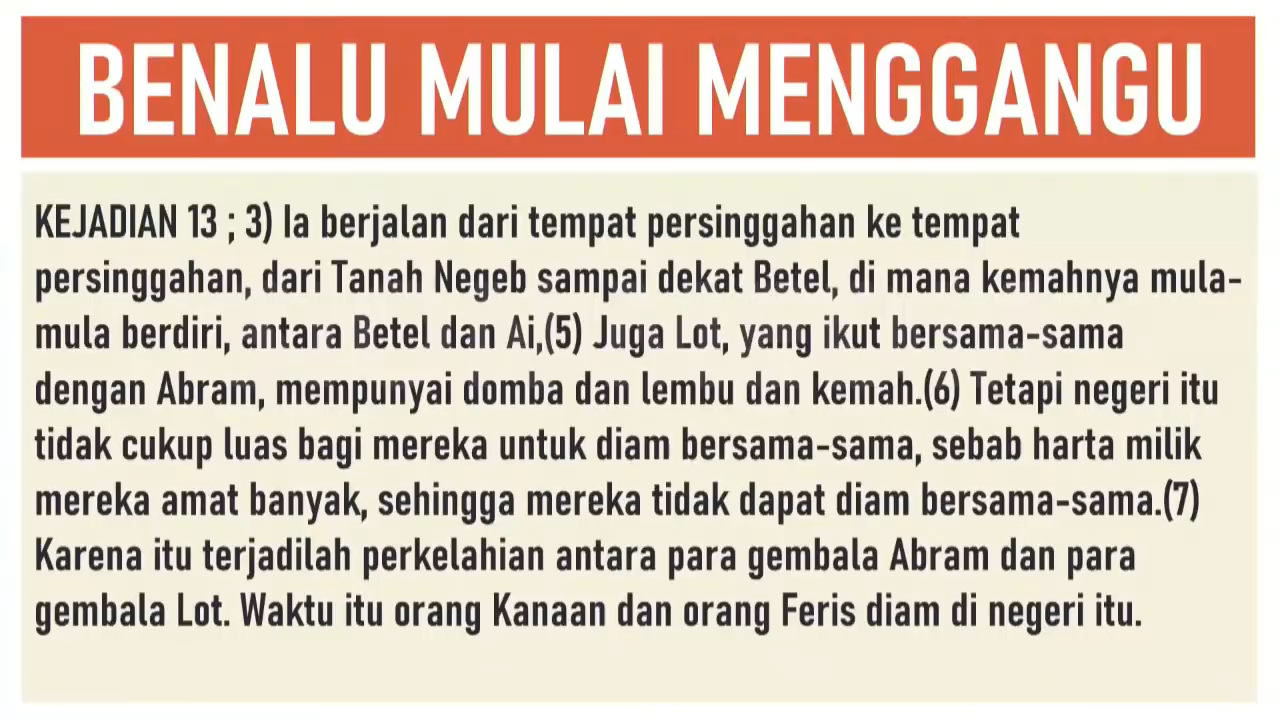 BENALU MULAI MENGGANGU
KEJADIAN 13 ; 3) Ia berjalan dari tempat persinggahan ke tempat
persinggahan, dari Tanah Negeb sampai dekat Betel, di mana kemahnya mula-
mula berdiri, antara Betel dan Ai,(5) Juga Lot, yang ikut bersama-sama
dengan Abram, mempunyai domba dan lembu dan kemah.(6) Tetapi negeri itu
tidak cukup luas bagi mereka untuk diam bersama-sama, sebab harta milik
mereka amat banyak, sehingga mereka tidak dapat diam bersama-sama.(7)
Karena itu terjadilah perkelahian antara para gembala Abram dan para
gembala Lot. Waktu itu orang Kanaan dan orang Feris diam di negeri itu.